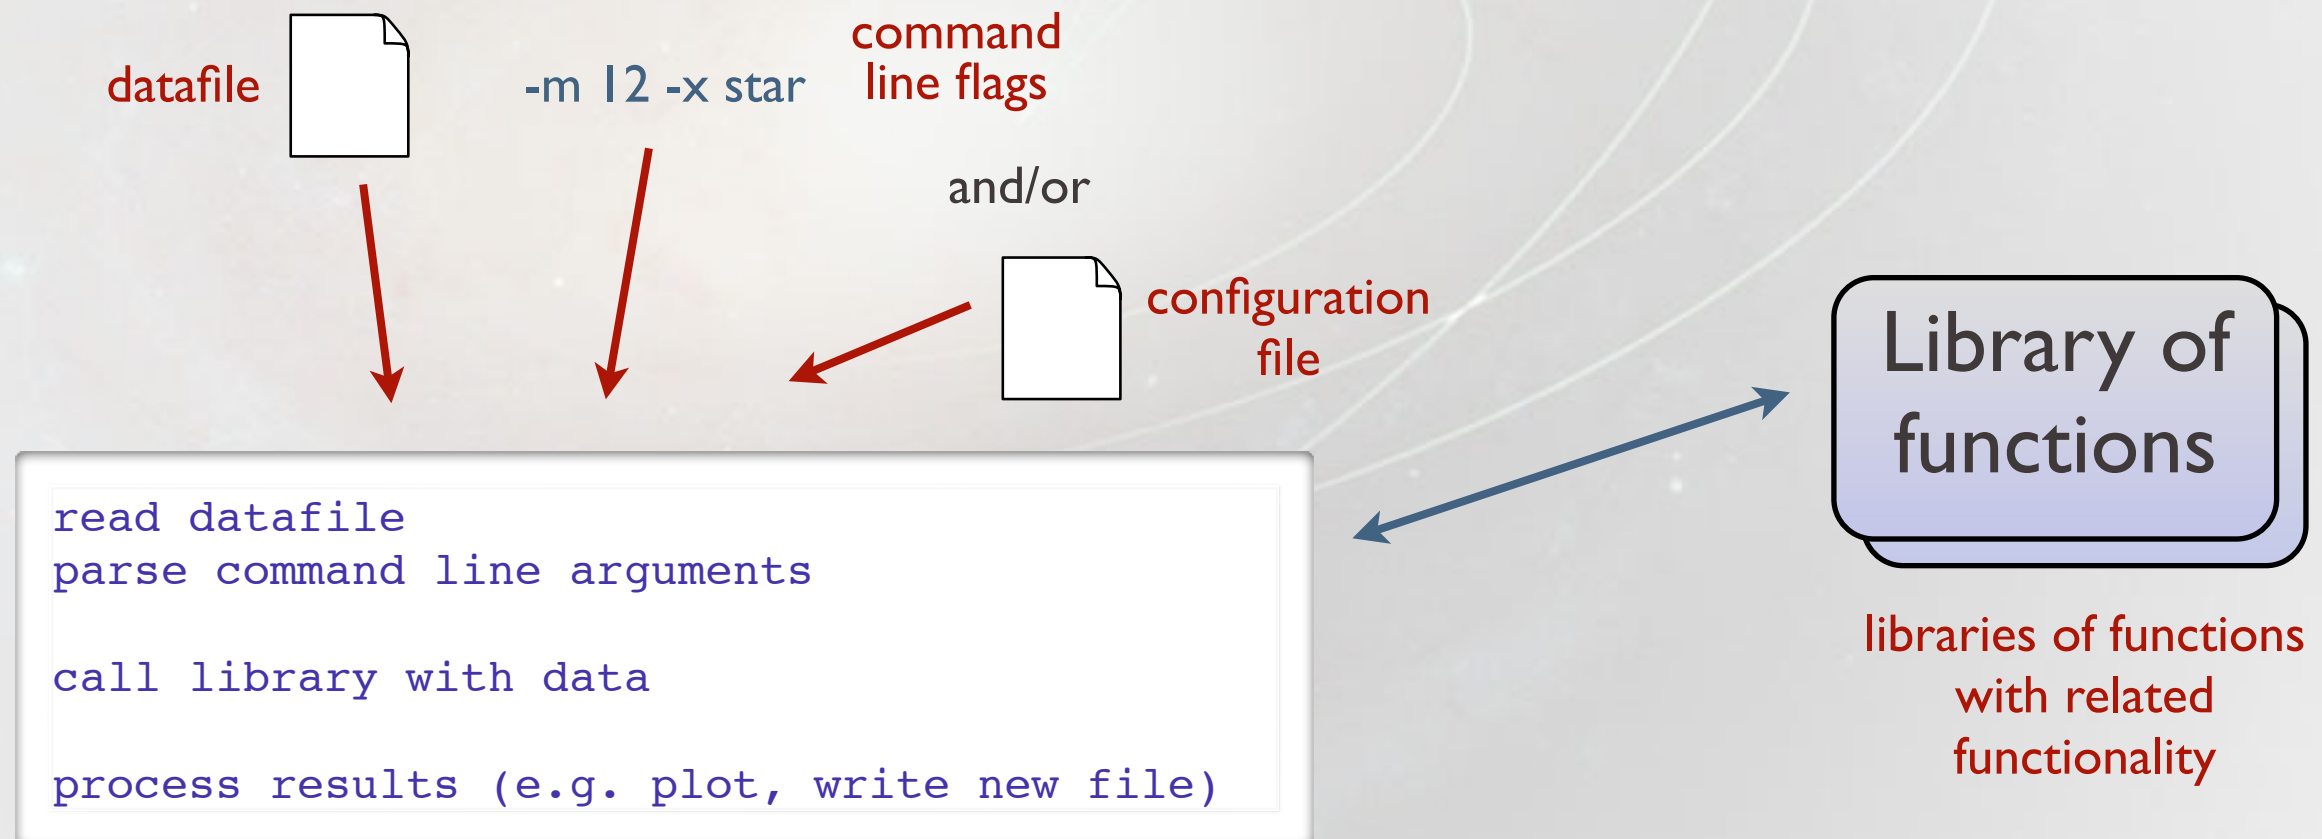 datafile
-m 12 -x star
command
line flags
and/or
configuration
file
read datafile
parse command line arguments
call library with data
process results (e.g. plot, write new file)
Library of
functions
libraries of functions
with related
functionality